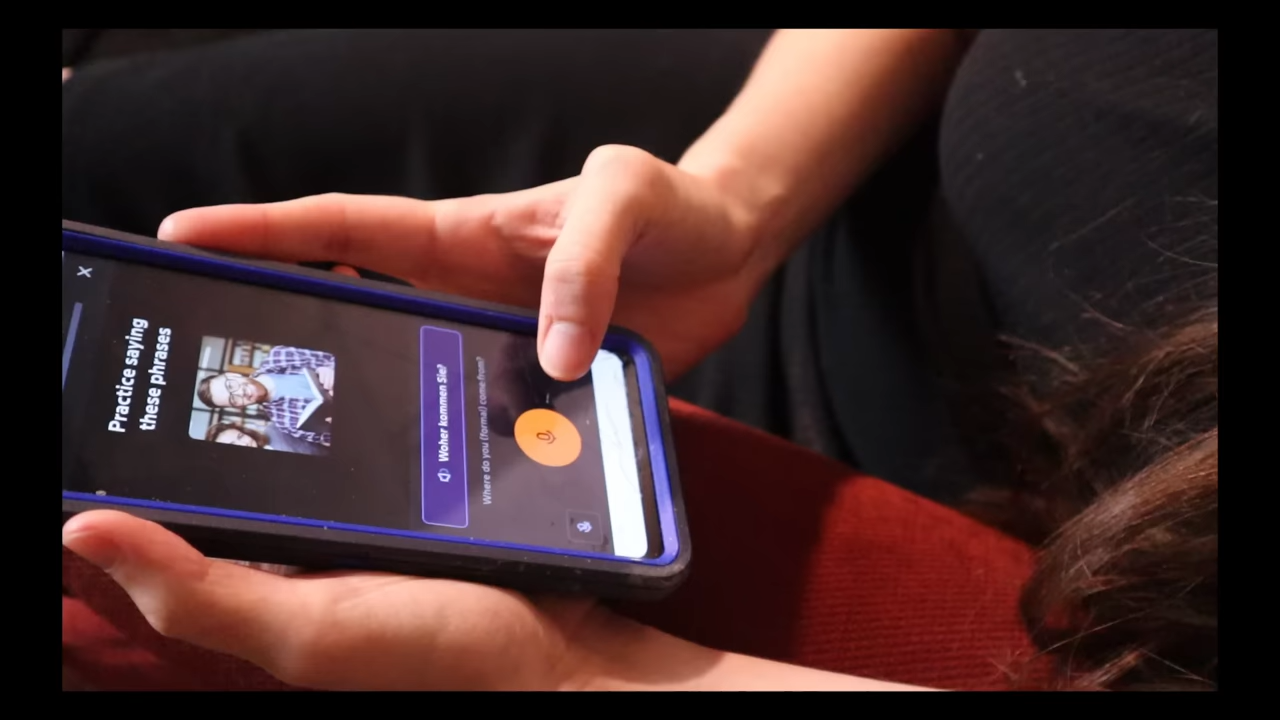 Practice saying
these phrases
Woher kommen Sie?
Where do you (formal) come from?